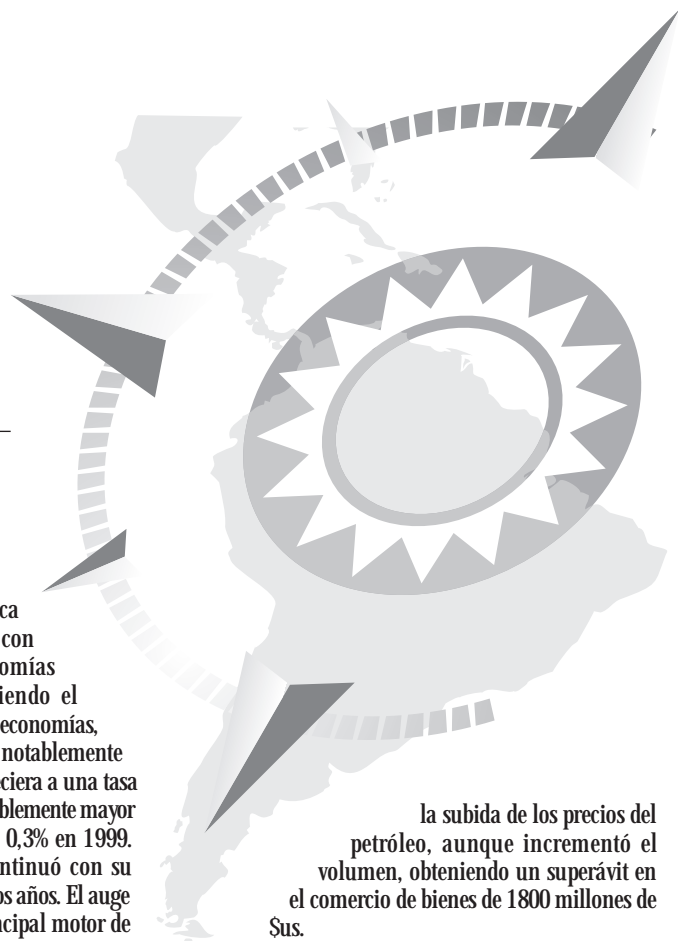 ca
con
omías
iendo el
economías,
notablemente
eciera a una tasa
blemente mayor
0,3% en 1999.
ntinuó con su
os años. El auge
ncipal motor de
la subida de los precios del
petróleo, aunque incrementó el
volumen, obteniendo un superávit en
el comercio de bienes de 1800 millones de
$us.